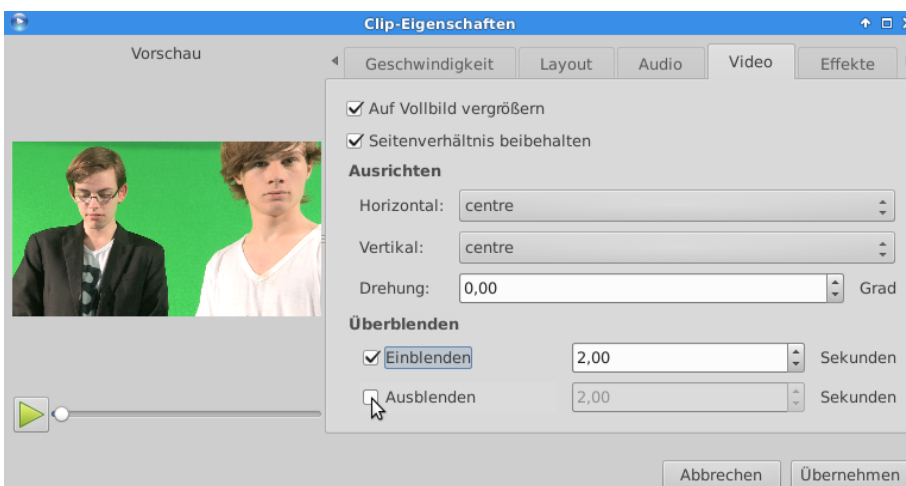 Clip-Eigenschaften
Vorschau
Geschwindigkeit Layout Audio Video Effekte
Auf Vollbild vergrößern
Seitenverhältnis beibehalten
Ausrichten
Horizontal: centre
Vertikal: centre
Drehung: 0,00 Grad
Überblenden
Einblenden 2,00 Sekunden
Ausblenden 2,00 Sekunden
Abbrechen Übernehmen